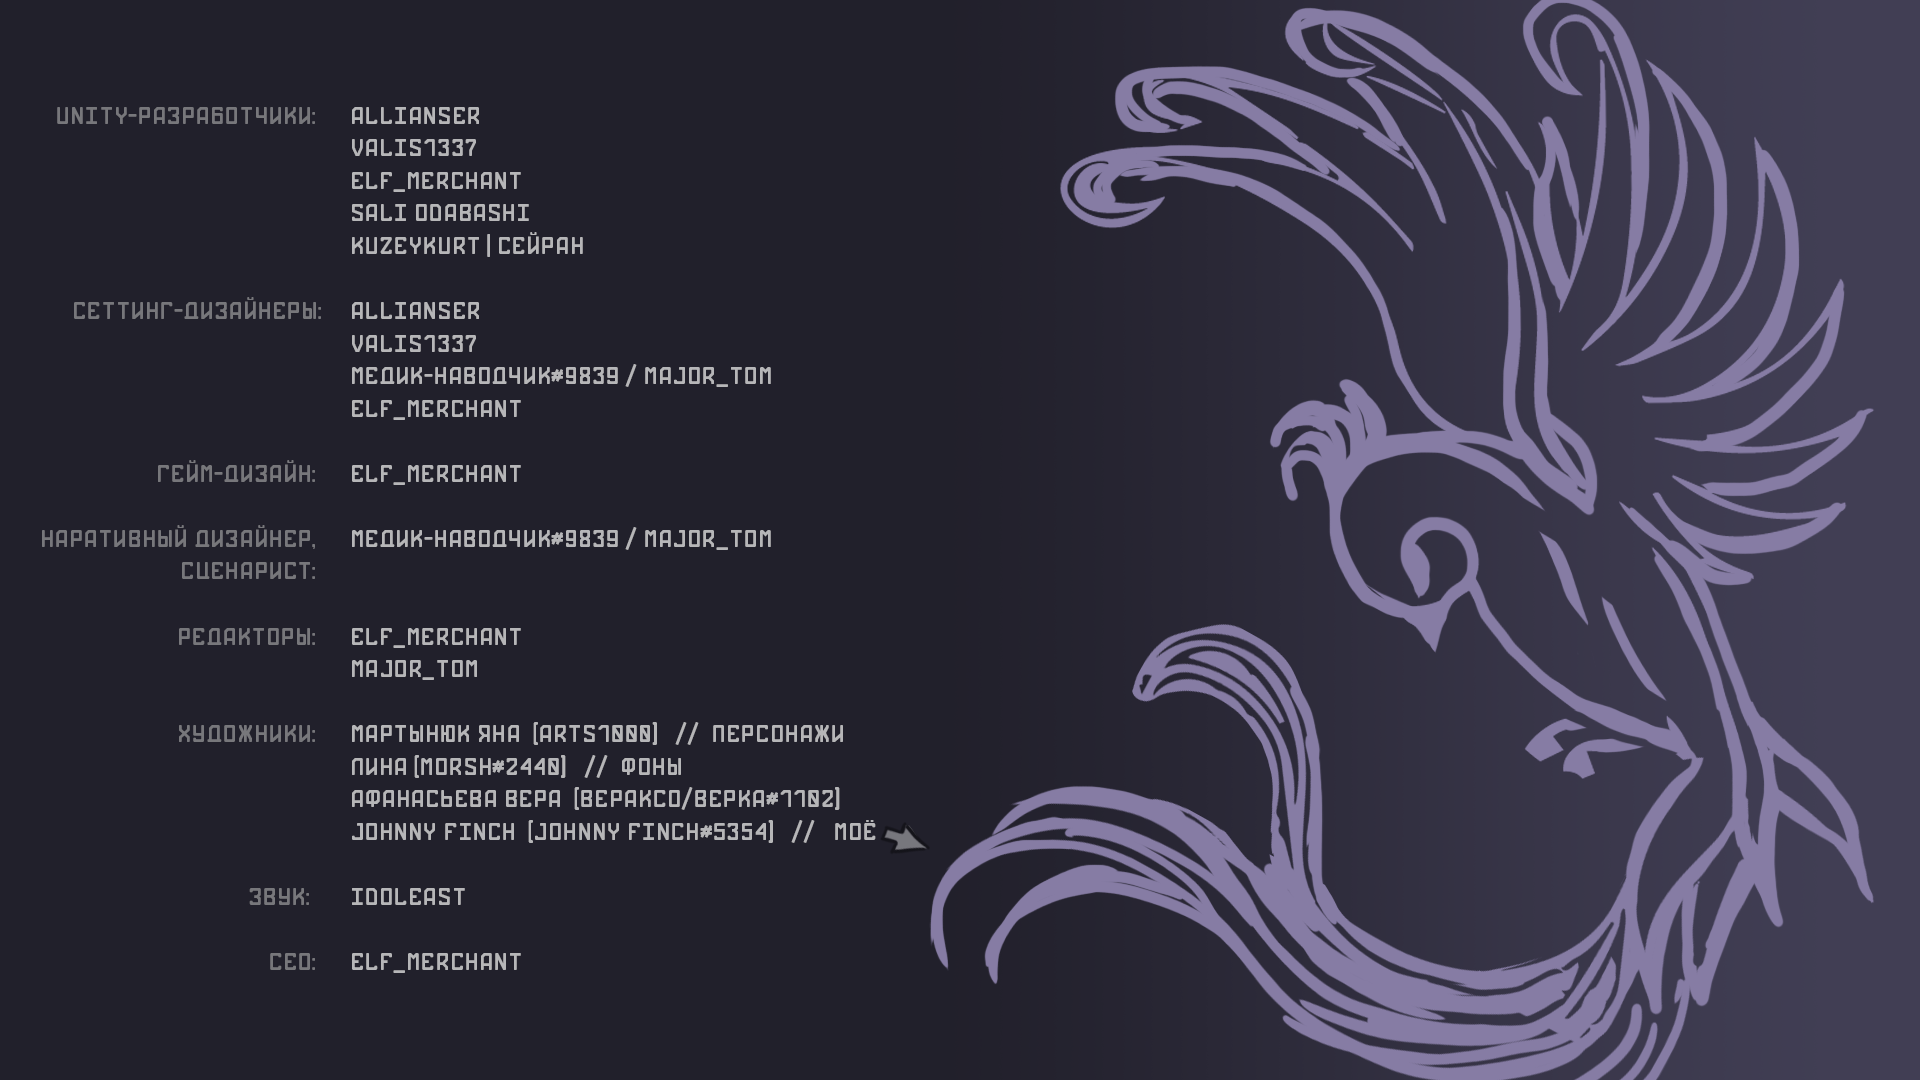 UNITY-РАЗРАБОТЧИКИ: ALLIANSER
VALIS1337
ELF_MERCHANT
SALI ODABASHI
KUZEYKURT | СЕЙРАН
СЕТТИНГ-ДИЗАЙНЕРЫ: ALLIANSER
VALIS1337
МЕДИК-НАВОДЧИК#9839 / MAJOR_TOM
ELF_MERCHANT
ГЕЙМ-ДИЗАЙН: ELF_MERCHANT
НАРАТИВНЫЙ ДИЗАЙНЕР, МЕДИК-НАВОДЧИК#9839 / MAJOR_TOM
СЦЕНАРИСТ:
РЕДАКТОРЫ: ELF_MERCHANT
MAJOR_TOM
ХУДОЖНИКИ: МАРТЫНЮК ЯНА [ARTS1000] // ПЕРСОНАЖИ
ЛИНА [MORSH#2440] // ФОНЫ
АФАНАСЬЕВА ВЕРА [ВЕРАКСО/ВЕРКА#1102]
JOHNNY FINCH [JOHNNY FINCH#5354] // МОЁ
ЗВУК: IDOLEAST
CEO: ELF_MERCHANT